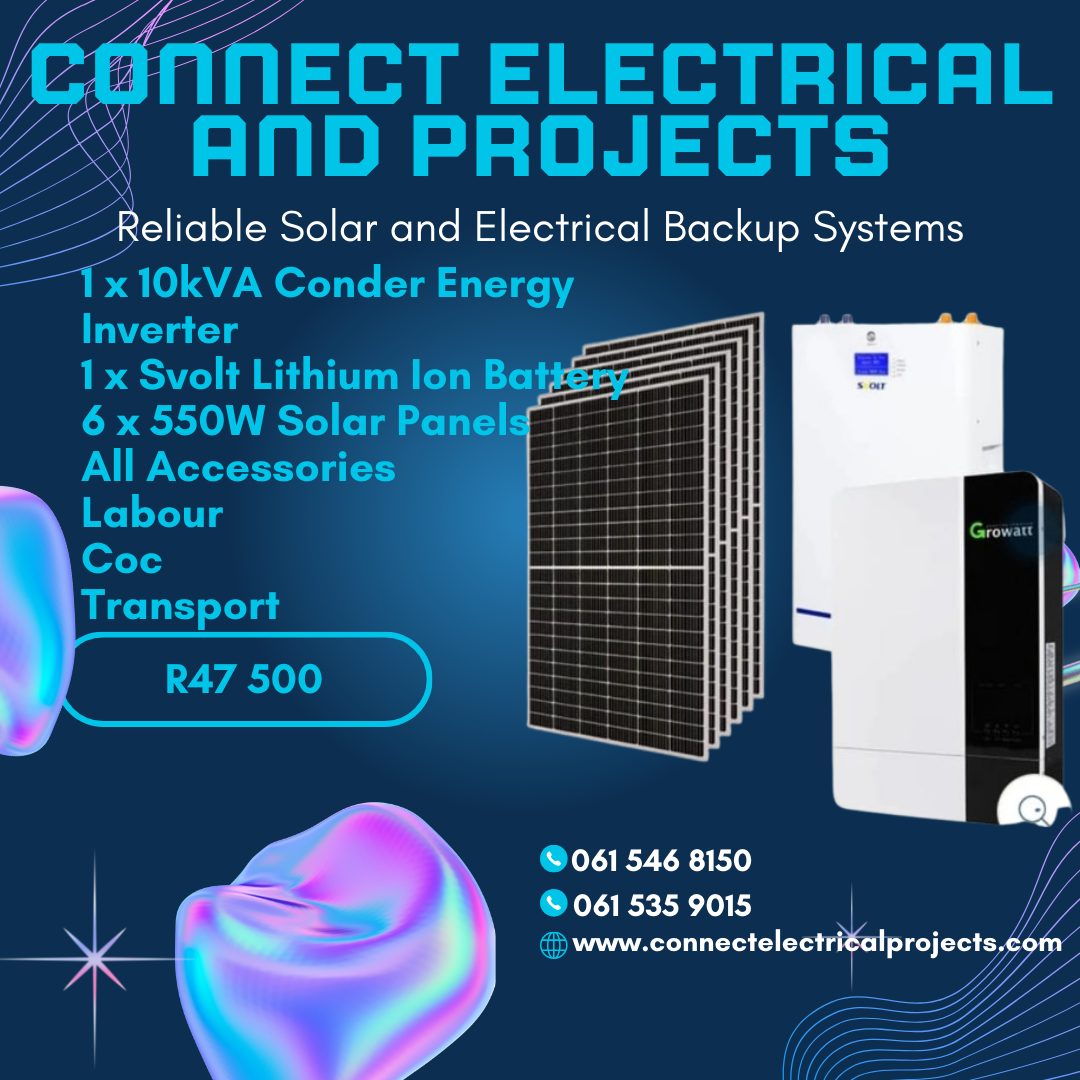 CONNECT ELECTRICAL
AND PROJECTS
Reliable Solar and Electrical Backup Systems
1 x 10kVA Conder Energy
Inverter
1 x Svolt Lithium Ion Battery
6 x 550W Solar Panels
All Accessories
Labour
Coc
Transport
R47 500
SVOLT
Growatt
061 546 8150
061 535 9015
www.connectelectricalprojects.com